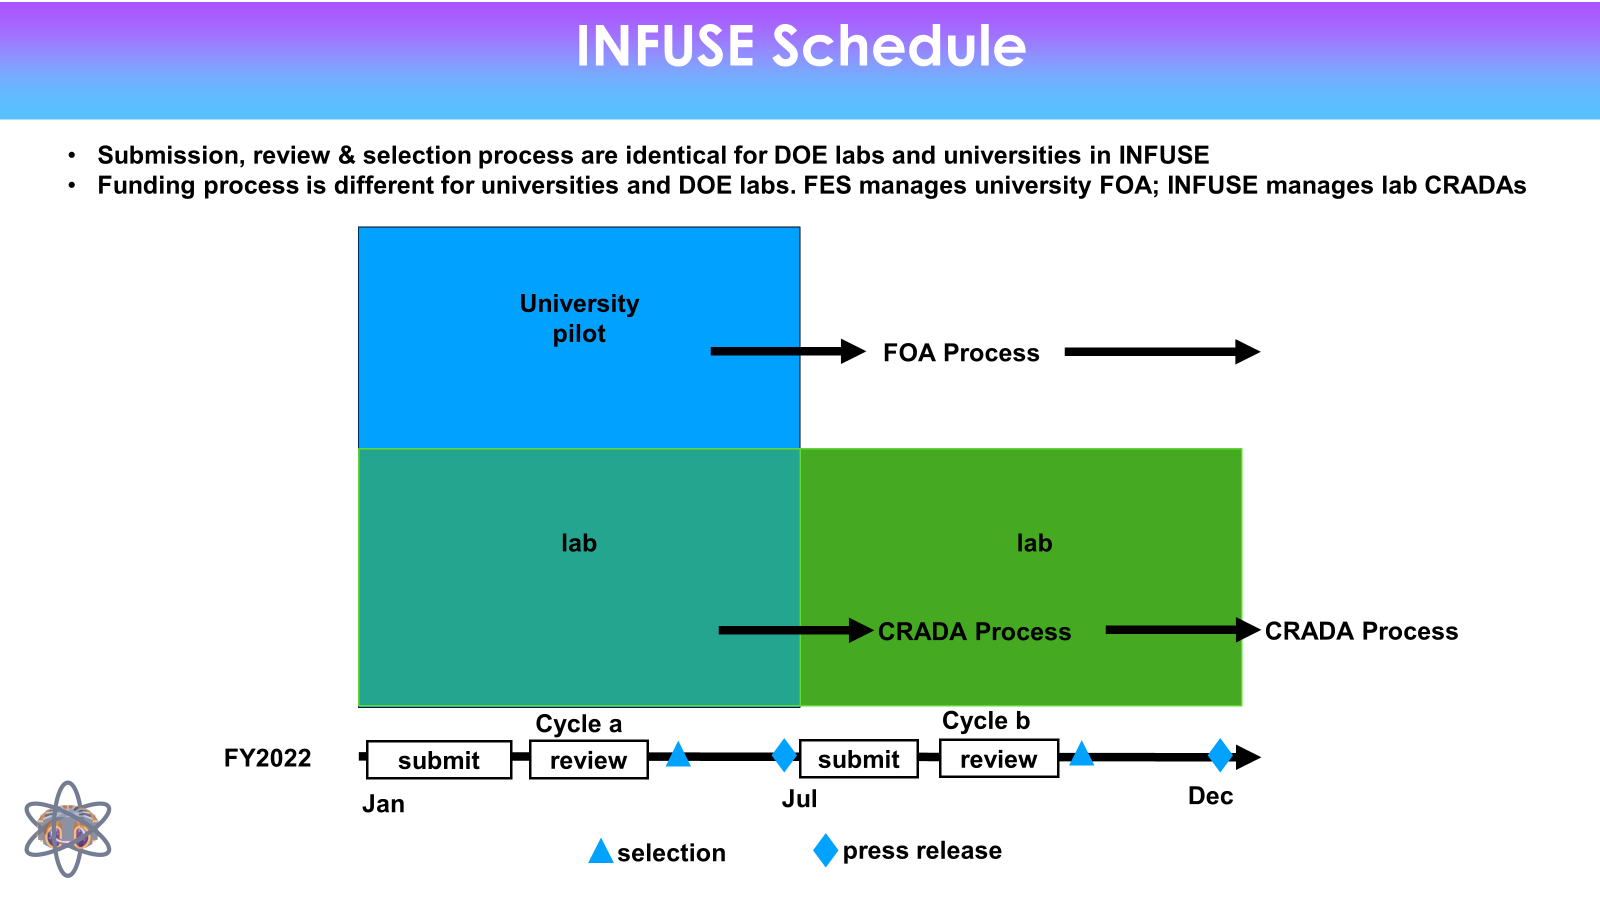 INFUSE Schedule
• Submission, review & selection process are identical for DOE labs and universities in INFUSE
• Funding process is different for universities and DOE labs. FES manages university FOA; INFUSE manages lab CRADAs
University
pilot
FOA Process
lab
lab
CRADA Process
CRADA Process
Cycle a
Cycle b
FY2022
submit
review
submit
review
Jan
Jul
Dec
selection
press release